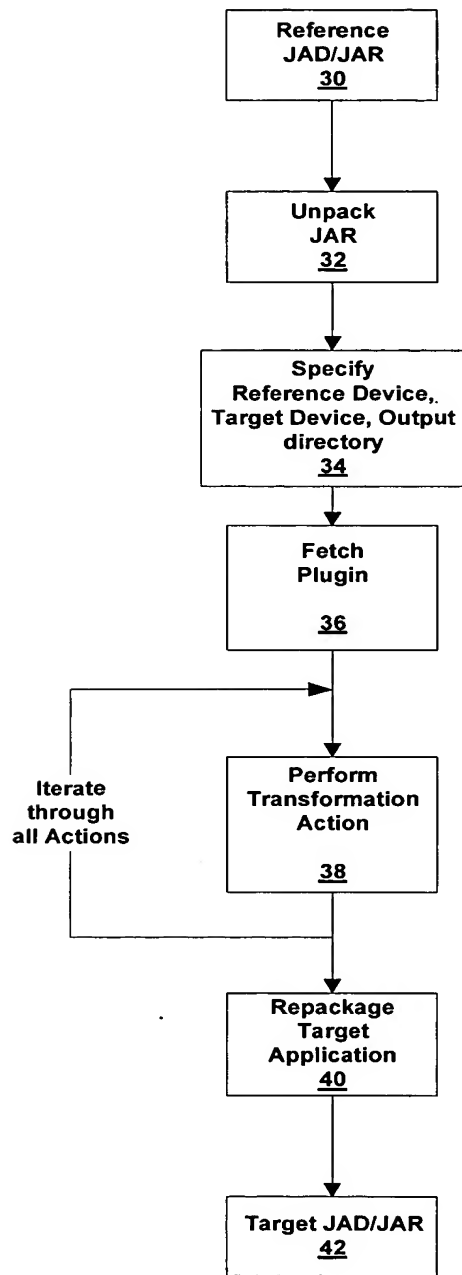 Reference
JAD/JAR
30
Unpack
JAR
32
Specify
Reference Device,
Target Device, Output
directory
34
Fetch
Plugin
36
Iterate
through
all Actions
Perform
Transformation
Action
38
Repackage
Target
Application
40
Target JAD/JAR
42